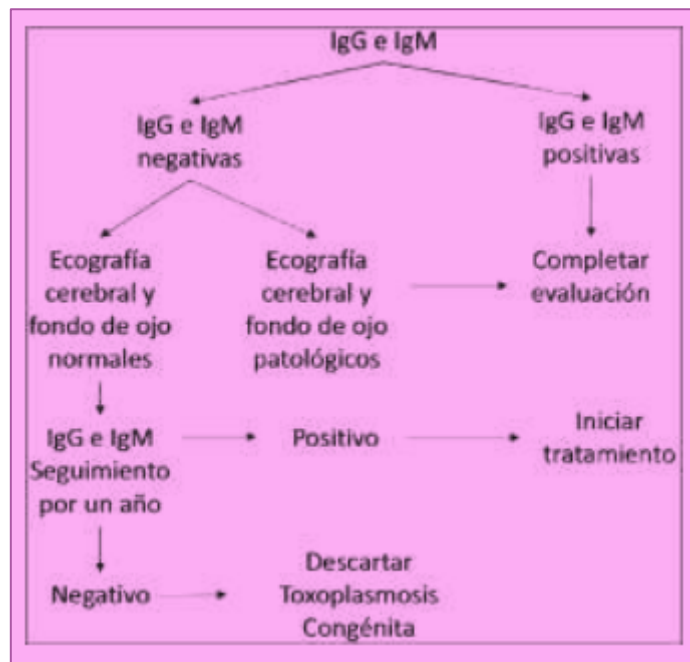 IgG e IgM
IgG e IgM
negativas
IgG e IgM
positivas
Ecografía
cerebral y
fondo de ojo
normales
Ecografía
cerebral y
fondo de ojo
patológicos
Completar
evaluación
IgG e IgM
Seguimiento
por un año
Positivo
Iniciar
tratamiento
Negativo
Descartar
Toxoplasmosis
Congénita